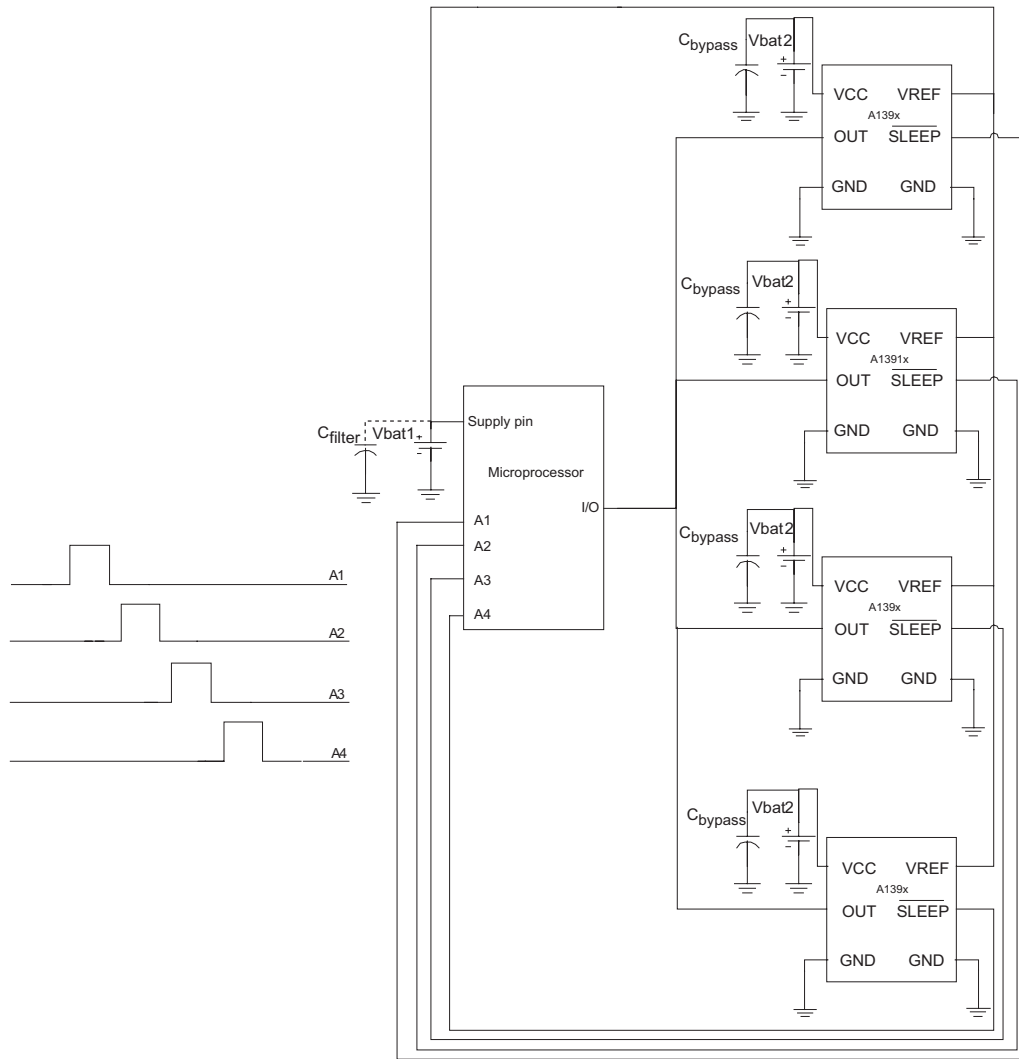 Cbypass Vbat2
+
-
VCC VREF
A139x
OUT SLEEP
GND GND
Cbypass Vbat2
+
-
VCC VREF
A1391x
OUT SLEEP
GND GND
Cfilter Vbat1
+
-
Supply pin
Microprocessor
I/O
A1
A2
A3
A4
Cbypass Vbat2
+
-
VCC VREF
A139x
OUT SLEEP
GND GND
A1
A2
A3
A4
Cbypass Vbat2
+
-
VCC VREF
A139x
OUT SLEEP
GND GND